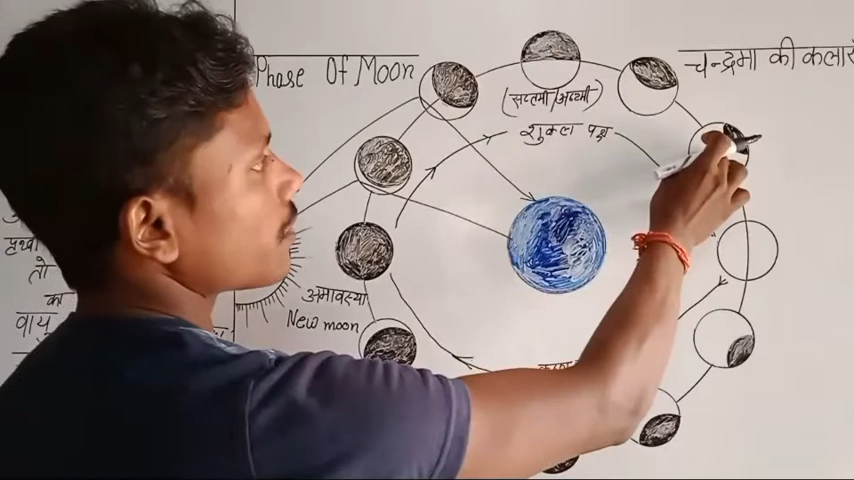 Phase Of Moon
चन्द्रमा की कलाएं
(सप्तमी/अष्टमी)
शुक्ल पक्ष
अमावस्या
New moon
तो
का
वायु